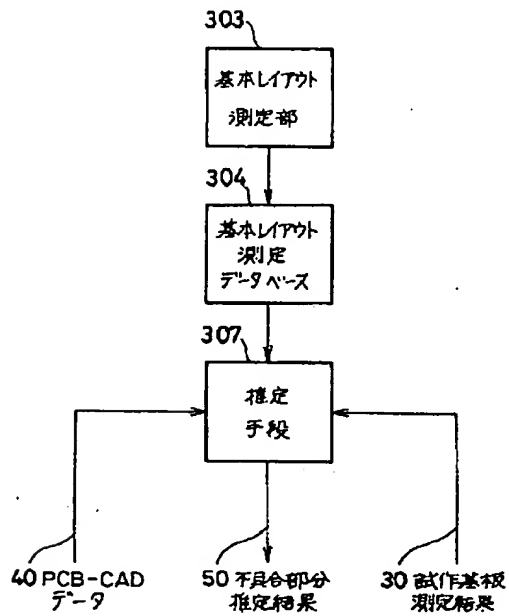 303
基本レイアウト
測定部
304
基本レイアウト
測定
データベース
307
推定
手段
40 PCB-CAD
データ
50 不具合部分
推定結果
30 試作基板
測定結果